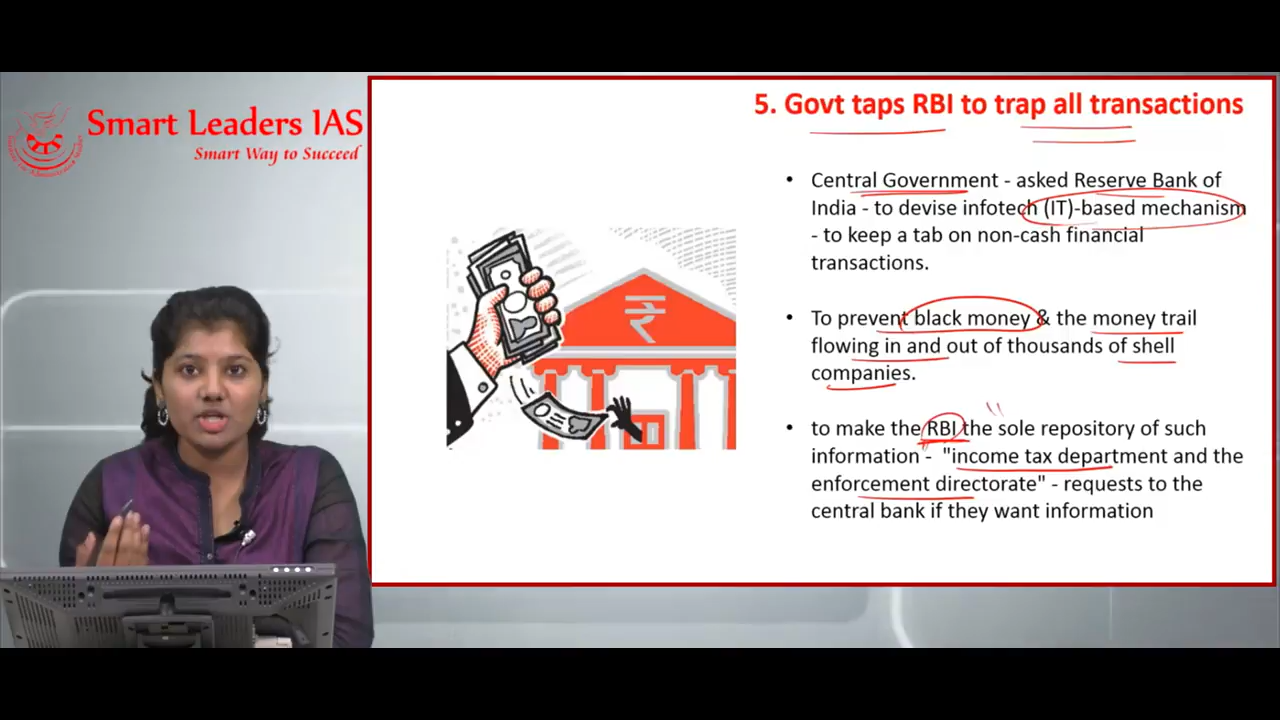 Smart Leaders IAS
Smart Way to Succeed
5. Govt taps RBI to trap all transactions
• Central Government - asked Reserve Bank of
India - to devise infotech (IT)-based mechanism
- to keep a tab on non-cash financial
transactions.
• To prevent black money & the money trail
flowing in and out of thousands of shell
companies.
• to make the RBI the sole repository of such
information - "income tax department and the
enforcement directorate" - requests to the
central bank if they want information